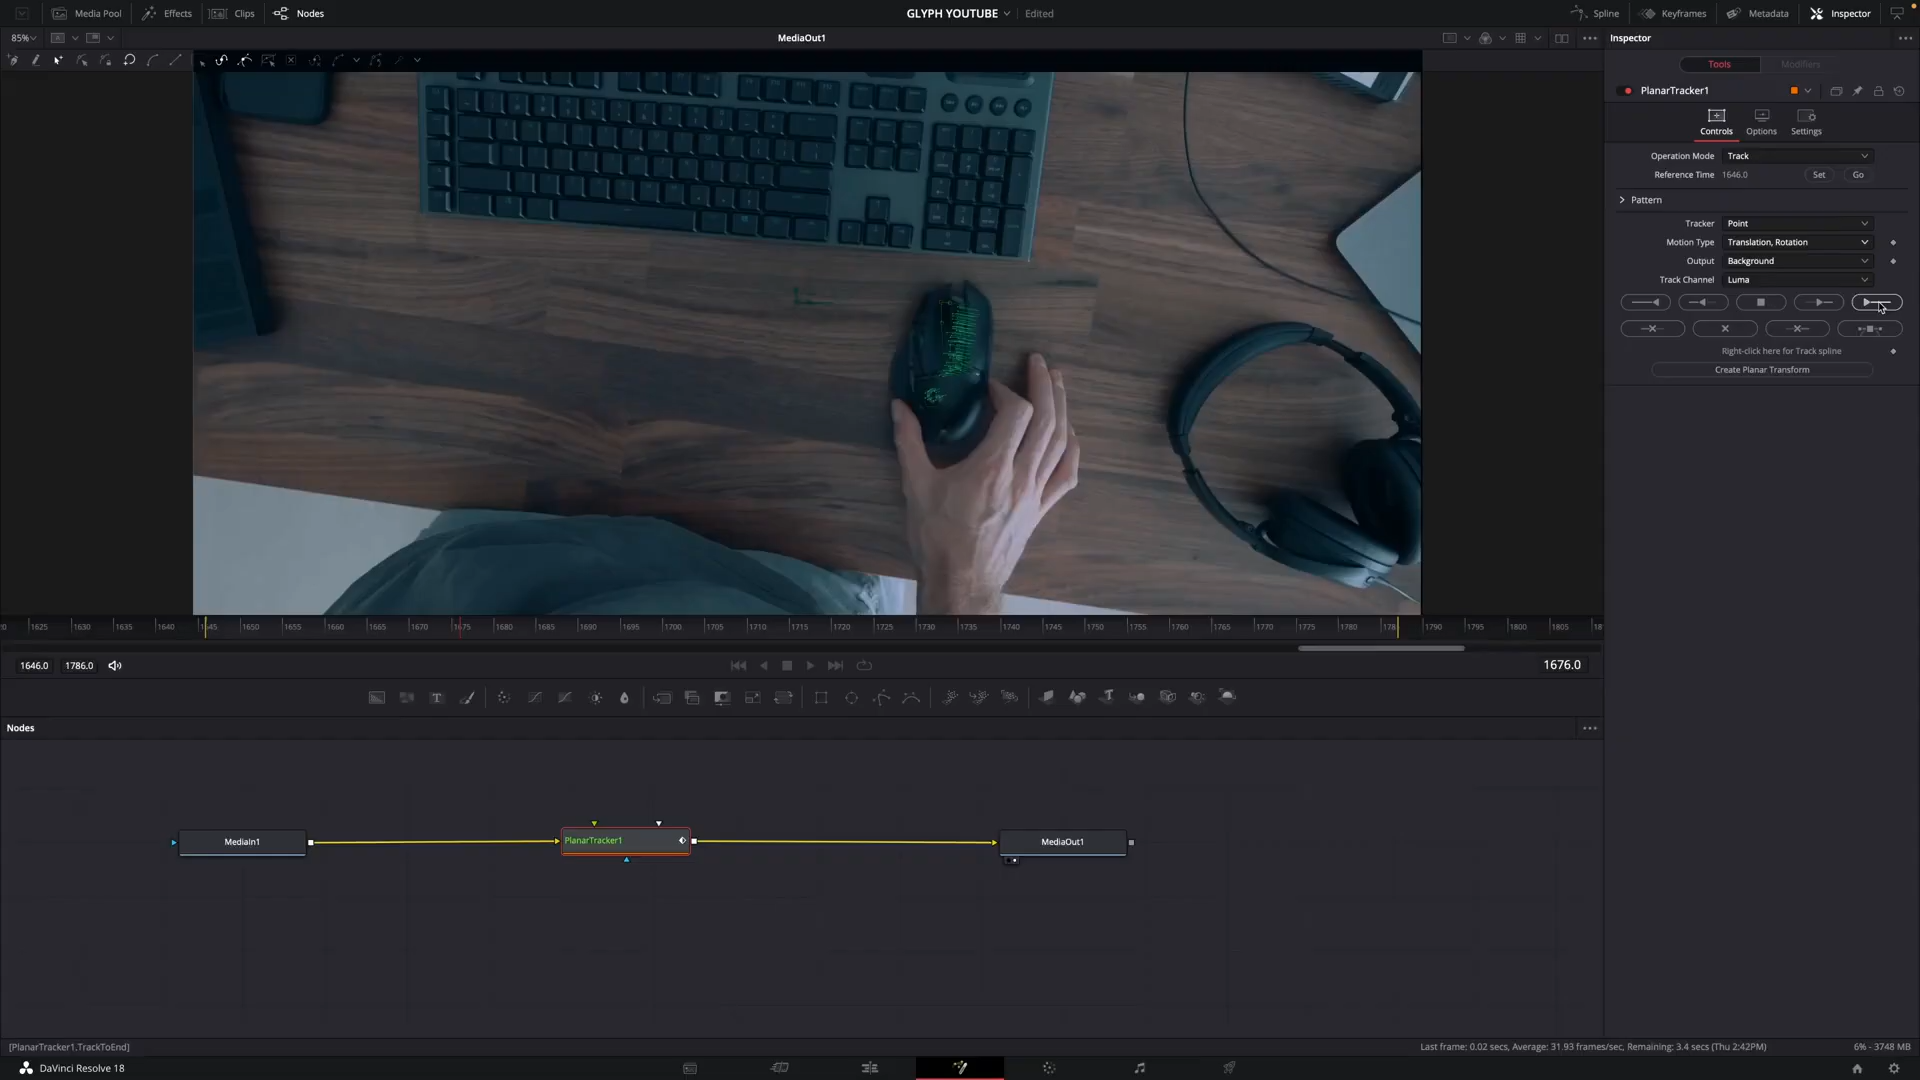 Media Pool Effects Clips Nodes GLYPH YOUTUBE Edited Spline Keyframes Metadata Inspector
85% MediaOut1 Inspector
Tools Modifiers
PlanarTracker1
Controls Options Settings
Operation Mode Track
Reference Time 1646.0 Set Go
Pattern
Tracker Point
Motion Type Translation, Rotation
Output Background
Track Channel Luma
Right-click here for Track spline
Create Planar Transform
1625 1630 1635 1640 1645 1650 1655 1660 1665 1670 1675 1680 1685 1690 1695 1700 1705 1710 1715 1720 1725 1730 1735 1740 1745 1750 1755 1760 1765 1770 1775 1780 1790 1795 1800 1805
1646.0 1786.0 1676.0
Nodes
MediaIn1 PlanarTracker1 MediaOut1
[PlanarTracker1.TrackToEnd] Last frame: 0.02 secs, Average: 31.93 frames/sec, Remaining: 3.4 secs (Thu 2:42PM) 6% - 3748 MB
DaVinci Resolve 18